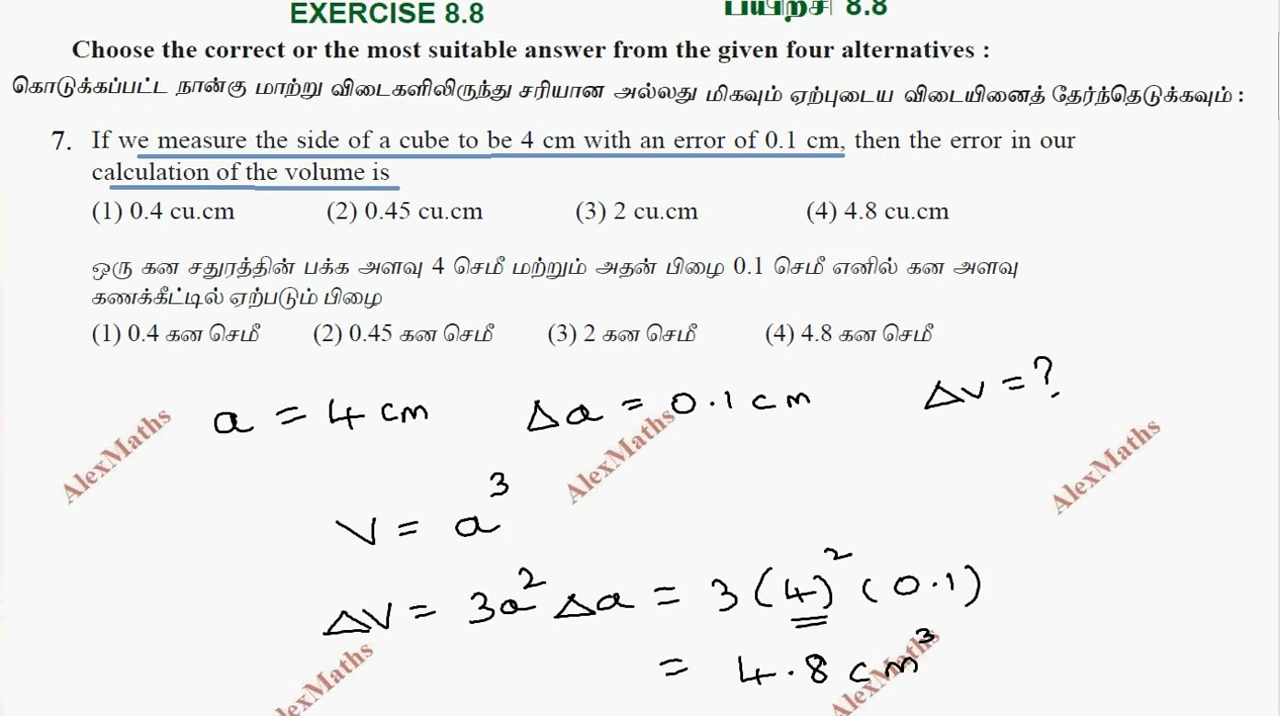 EXERCISE 8.8
பயிற்சி 8.8
Choose the correct or the most suitable answer from the given four alternatives :
கொடுக்கப்பட்ட நான்கு மாற்று விடைகளிலிருந்து சரியான அல்லது மிகவும் ஏற்புடைய விடையினைத் தேர்ந்தெடுக்கவும் :
7. If we measure the side of a cube to be 4 cm with an error of 0.1 cm, then the error in our
calculation of the volume is
(1) 0.4 cu.cm (2) 0.45 cu.cm (3) 2 cu.cm (4) 4.8 cu.cm
ஒரு கன சதுரத்தின் பக்க அளவு 4 செமீ மற்றும் அதன் பிழை 0.1 செமீ எனில் கன அளவு
கணக்கீட்டில் ஏற்படும் பிழை
(1) 0.4 கன செமீ (2) 0.45 கன செமீ (3) 2 கன செமீ (4) 4.8 கன செமீ
a = 4 cm Δa = 0.1 cm Δv = ?
AlexMaths AlexMaths AlexMaths
V = a³
ΔV = 3a² Δa = 3 (4)² (0.1)
= 4.8 cm³
AlexMaths AlexMaths